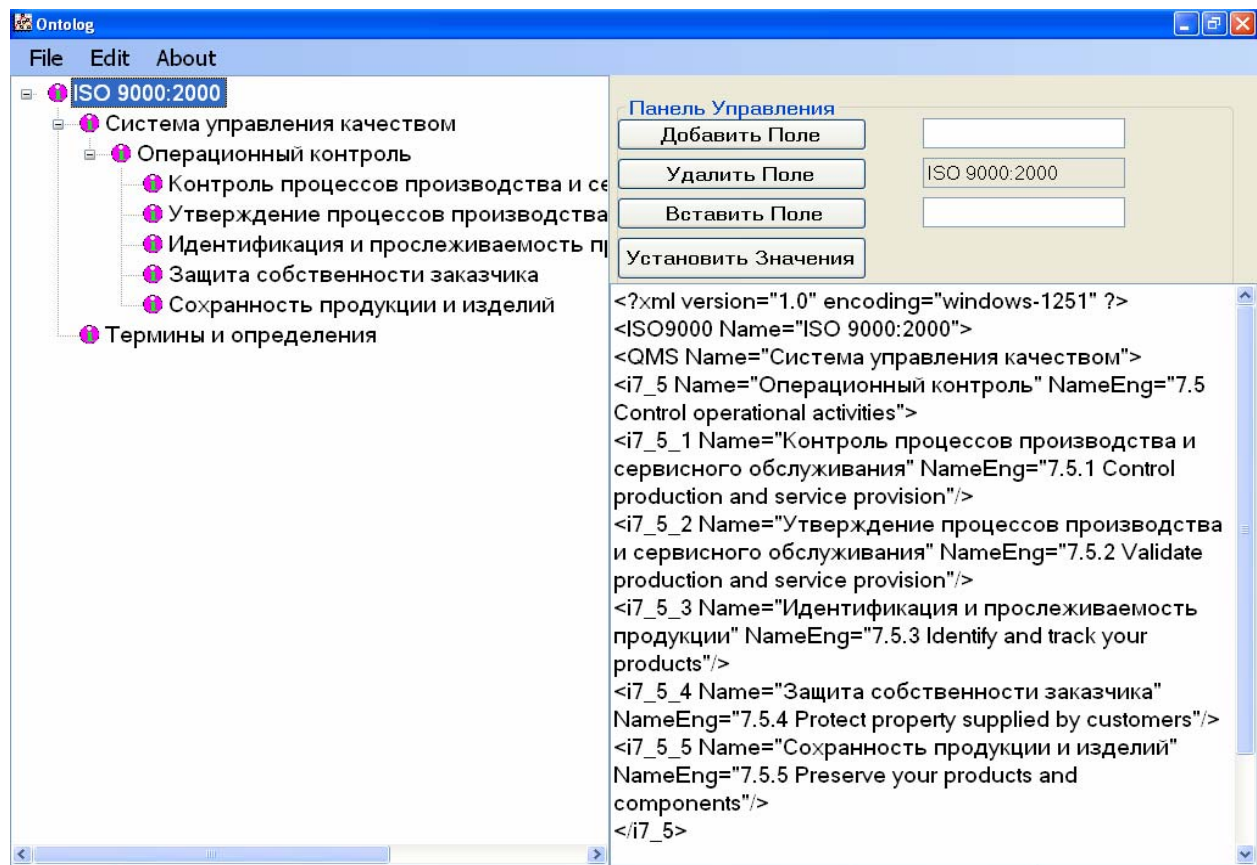 Ontolog
File Edit About
ISO 9000:2000
Система управления качеством
Операционный контроль
Контроль процессов производства и се
Утверждение процессов производства
Идентификация и прослеживаемость п
Защита собственности заказчика
Сохранность продукции и изделий
Термины и определения
Панель Управления
Добавить Поле
Удалить Поле
ISO 9000:2000
Вставить Поле
Установить Значения
<?xml version="1.0" encoding="windows-1251" ?>
<ISO9000 Name="ISO 9000:2000">
<QMS Name="Система управления качеством">
<i7_5 Name="Операционный контроль" NameEng="7.5
Control operational activities">
<i7_5_1 Name="Контроль процессов производства и
сервисного обслуживания" NameEng="7.5.1 Control
production and service provision"/>
<i7_5_2 Name="Утверждение процессов производства
и сервисного обслуживания" NameEng="7.5.2 Validate
production and service provision"/>
<i7_5_3 Name="Идентификация и прослеживаемость
продукции" NameEng="7.5.3 Identify and track your
products"/>
<i7_5_4 Name="Защита собственности заказчика"
NameEng="7.5.4 Protect property supplied by customers"/>
<i7_5_5 Name="Сохранность продукции и изделий"
NameEng="7.5.5 Preserve your products and
components"/>
</i7_5>